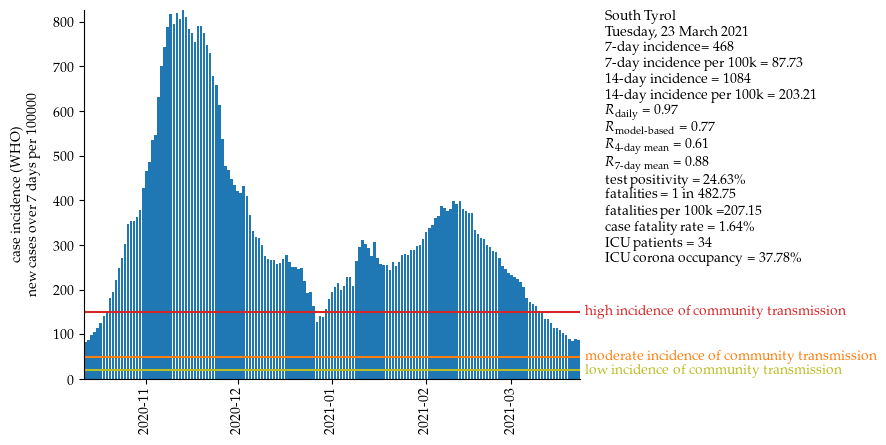 South Tyrol
Tuesday, 23 March 2021
7-day incidence= 468
7-day incidence per 100k = 87.73
14-day incidence = 1084
14-day incidence per 100k = 203.21
R daily = 0.97
R model-based = 0.77
R 4-day mean = 0.61
R 7-day mean = 0.88
test positivity = 24.63%
fatalities = 1 in 482.75
fatalities per 100k =207.15
case fatality rate = 1.64%
ICU patients = 34
ICU corona occupancy = 37.78%
case incidence (WHO)
new cases over 7 days per 100000
800
700
600
500
400
300
200
100
0
high incidence of community transmission
moderate incidence of community transmission
low incidence of community transmission
2020-11
2020-12
2021-01
2021-02
2021-03